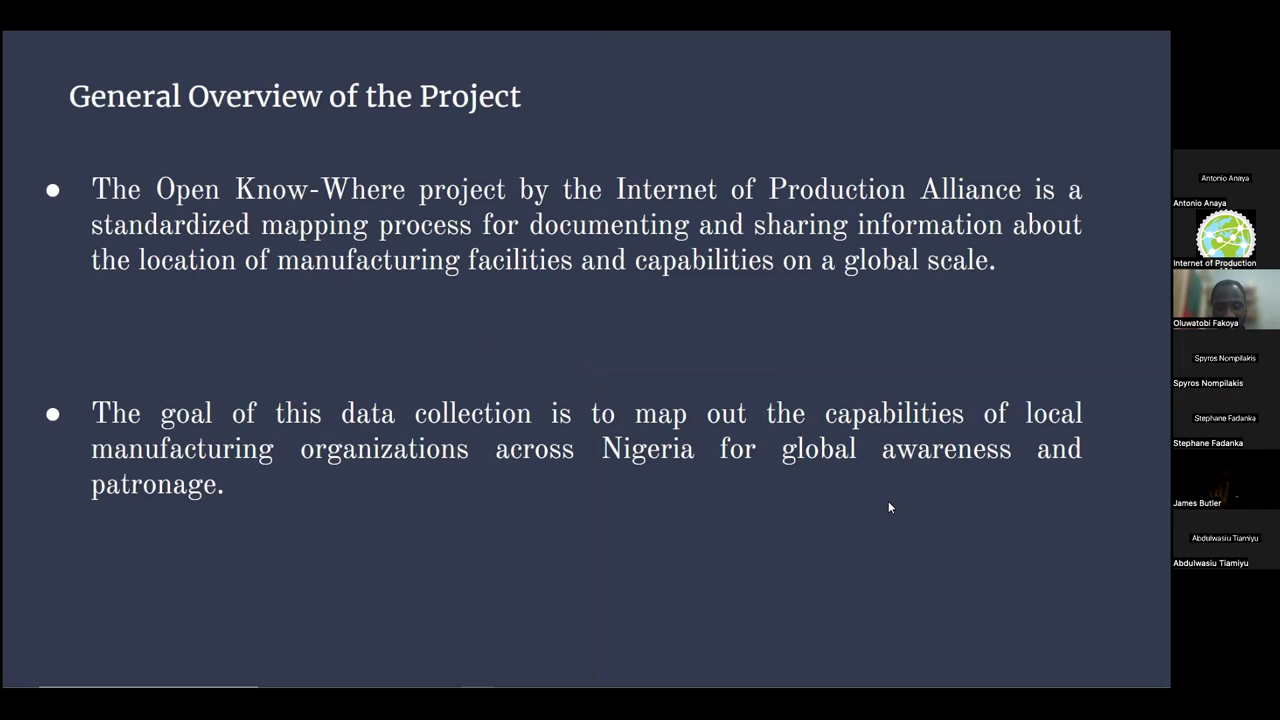 General Overview of the Project
● The Open Know-Where project by the Internet of Production Alliance is a
standardized mapping process for documenting and sharing information about
the location of manufacturing facilities and capabilities on a global scale.
● The goal of this data collection is to map out the capabilities of local
manufacturing organizations across Nigeria for global awareness and
patronage.
Antonio Anaya
Antonio Anaya
Internet of Production
Oluwatobi Fakoya
Spyros Nompilakis
Spyros Nompilakis
Stephane Fadanka
Stephane Fadanka
James Butler
Abdulwasiu Tiamiyu
Abdulwasiu Tiamiyu